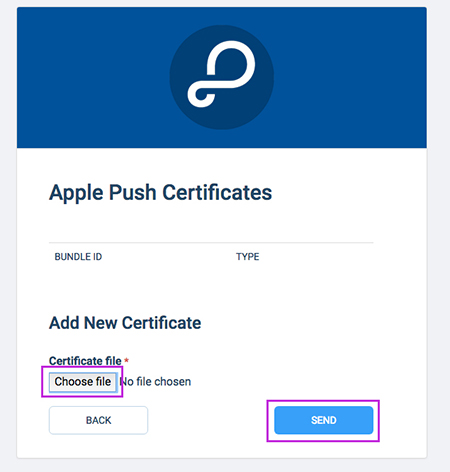 Apple Push Certificates
BUNDLE ID TYPE
Add New Certificate
Certificate file *
Choose file No file chosen
BACK SEND